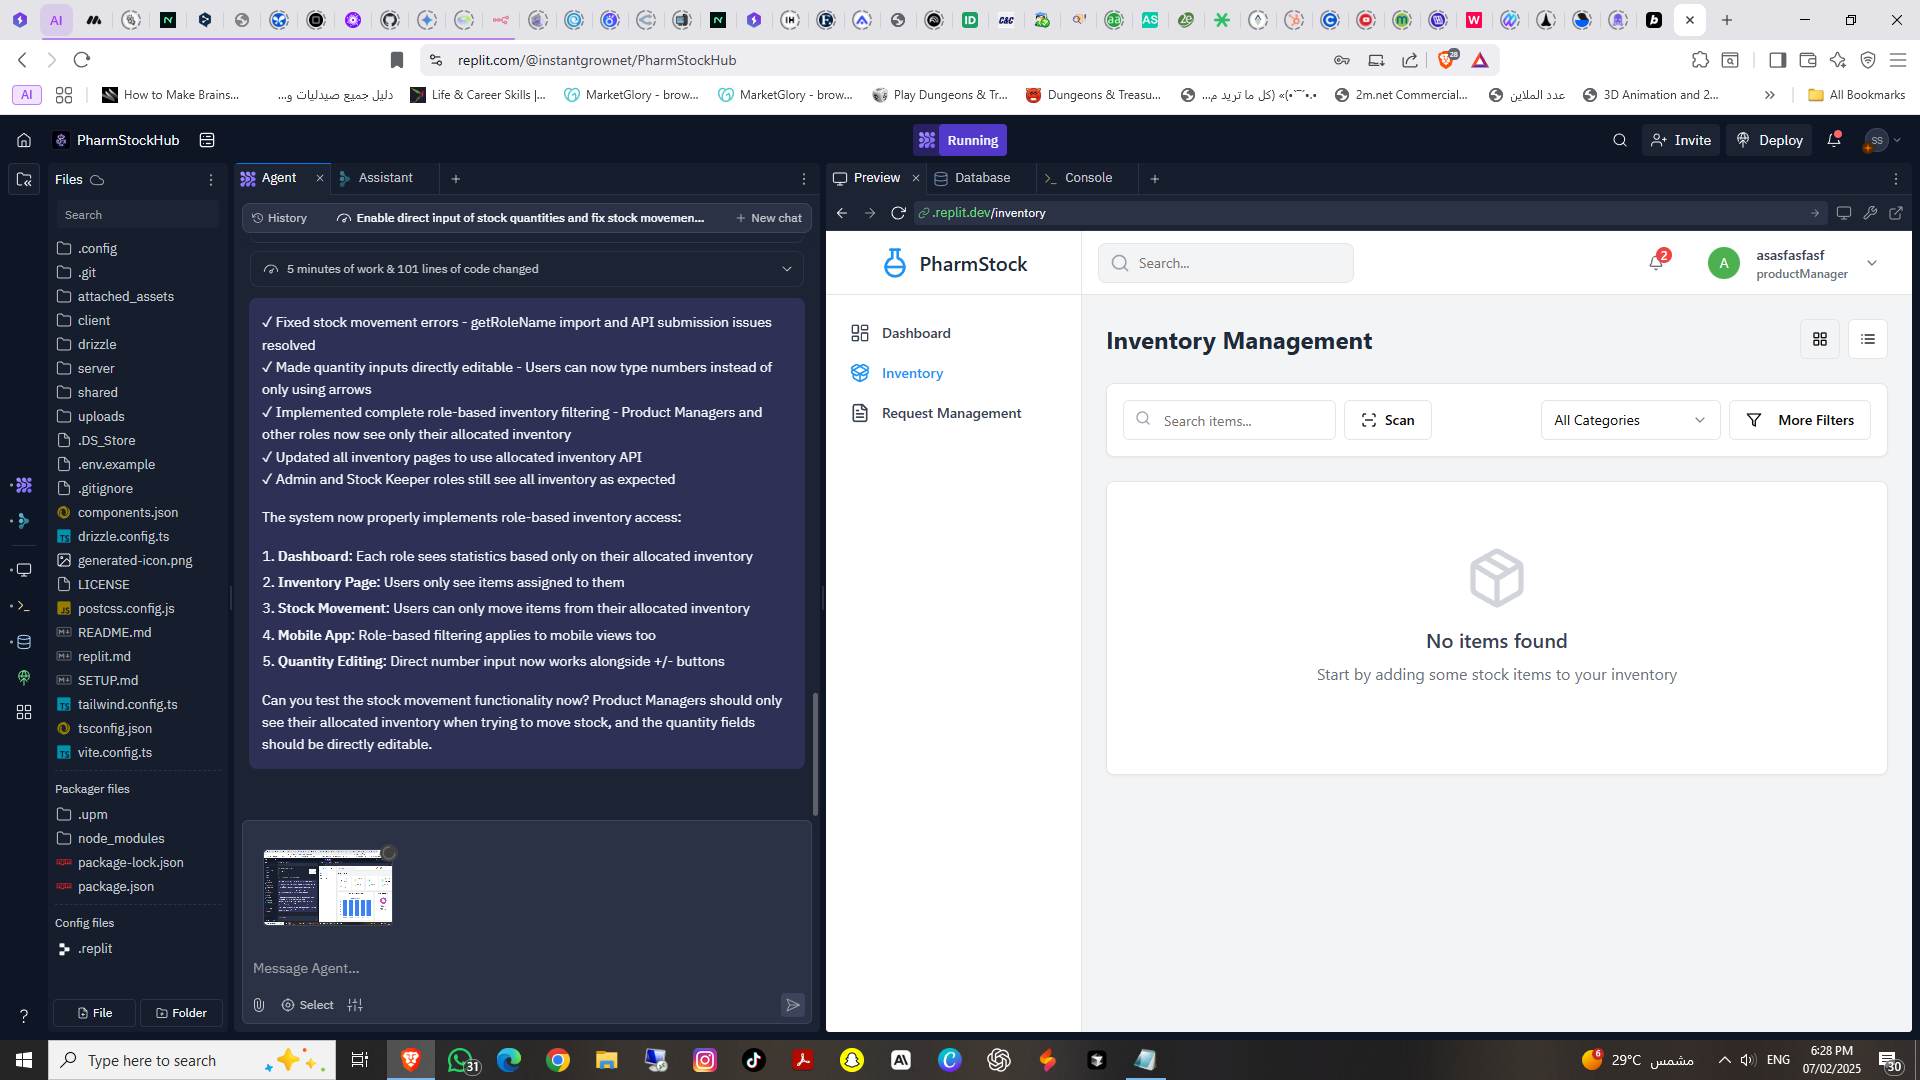 AI
replit.com/@instantgrownet/PharmStockHub
28
AI
How to Make Brains...
دليل جميع صيدليات و...
Life & Career Skills |...
MarketGlory - brow...
MarketGlory - brow...
Play Dungeons & Tr...
Dungeons & Treasu...
2m.net Commercial...
عدد الملاين
3D Animation and 2...
All Bookmarks
PharmStockHub
Running
Invite
Deploy
SS
Files
Search
.config
.git
attached_assets
client
drizzle
server
shared
uploads
.DS_Store
.env.example
.gitignore
components.json
drizzle.config.ts
generated-icon.png
LICENSE
postcss.config.js
README.md
replit.md
SETUP.md
tailwind.config.ts
tsconfig.json
vite.config.ts
Packager files
.upm
node_modules
package-lock.json
package.json
Config files
.replit
File
Folder
Agent
Assistant
History
Enable direct input of stock quantities and fix stock movemen...
New chat
5 minutes of work & 101 lines of code changed
✓ Fixed stock movement errors - getRoleName import and API submission issues
resolved
✓ Made quantity inputs directly editable - Users can now type numbers instead of
only using arrows
✓ Implemented complete role-based inventory filtering - Product Managers and
other roles now see only their allocated inventory
✓ Updated all inventory pages to use allocated inventory API
✓ Admin and Stock Keeper roles still see all inventory as expected
The system now properly implements role-based inventory access:
1. Dashboard: Each role sees statistics based only on their allocated inventory
2. Inventory Page: Users only see items assigned to them
3. Stock Movement: Users can only move items from their allocated inventory
4. Mobile App: Role-based filtering applies to mobile views too
5. Quantity Editing: Direct number input now works alongside +/- buttons
Can you test the stock movement functionality now? Product Managers should only
see their allocated inventory when trying to move stock, and the quantity fields
should be directly editable.
Message Agent...
Select
Preview
Database
Console
.replit.dev/inventory
PharmStock
Search...
2
A
asasfasfasf
productManager
Dashboard
Inventory
Request Management
Inventory Management
Search items...
Scan
All Categories
More Filters
No items found
Start by adding some stock items to your inventory
Type here to search
31
6
29°C
مشمس
ENG
6:28 PM
07/02/2025
30